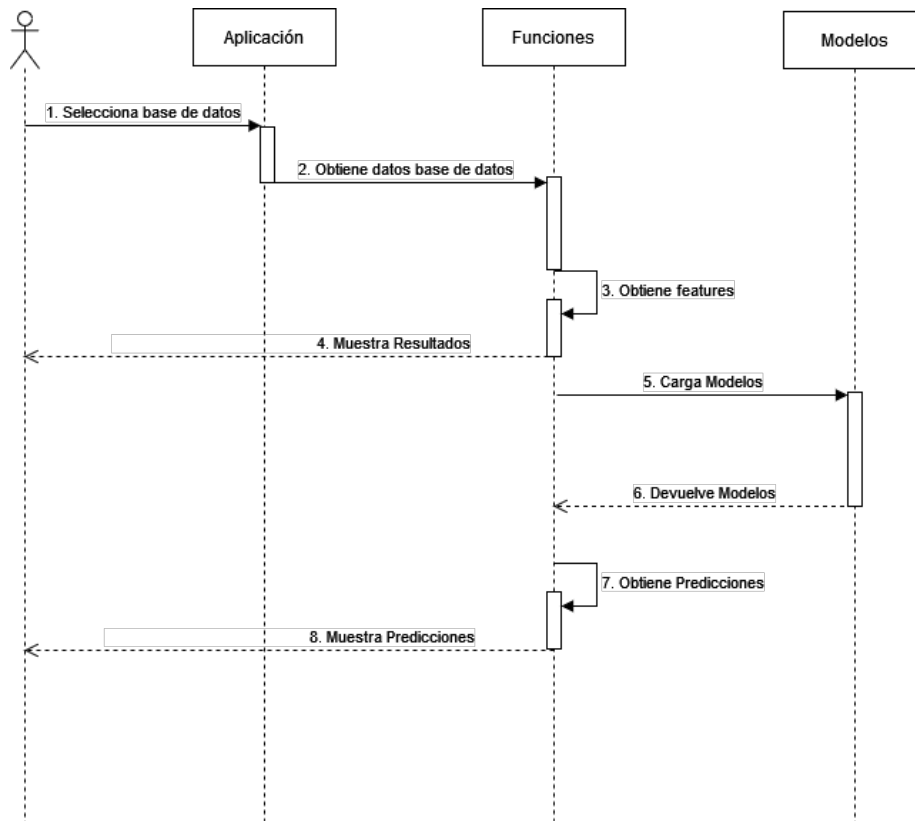 Aplicación
Funciones
Modelos
1. Selecciona base de datos
2. Obtiene datos base de datos
3. Obtiene features
4. Muestra Resultados
5. Carga Modelos
6. Devuelve Modelos
7. Obtiene Predicciones
8. Muestra Predicciones